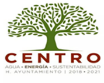 CENTRO
AGUA • ENERGÍA • SUSTENTABILIDAD
H. AYUNTAMIENTO | 2018 • 2021